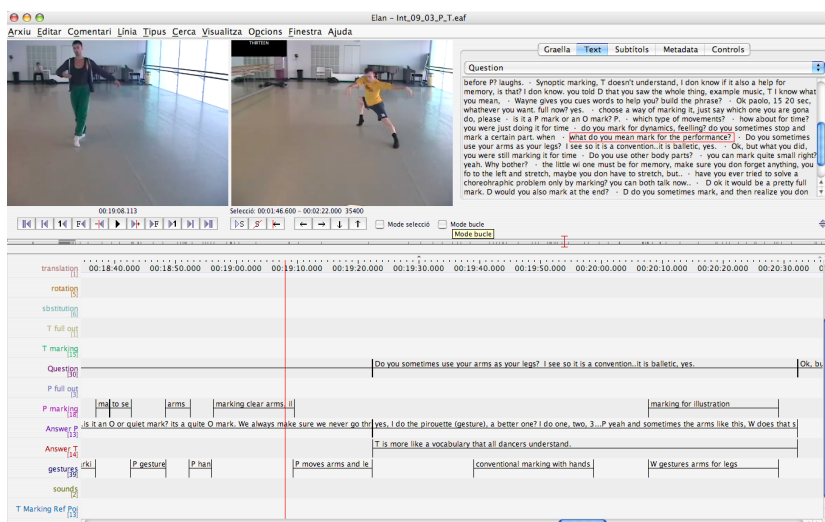 Elan - Int_09_03_P_T.eaf
Arxiu Editar Comentari Línia Tipus Cerca Visualitza Opcions Finestra Ajuda
THIRTEEN
Graella Text Subtítols Metadata Controls
Question
before P? laughs. · Synoptic marking, T doesn't understand, I don know if it also a help for
memory, is that? I don know. you told D that you saw the whole thing, example music, T I know what
you mean, · Wayne gives you cues words to help you? build the phrase? · Ok paolo, 15 20 sec,
whatever you want. full now? yes. · choose a way of marking it, just say which one you are gona
do, please · is it a P mark or an O mark? P. · which type of movements? · how about for time?
you were just doing it for time · do you mark for dynamics, feelling? do you sometimes stop and
mark a certain part. when · what do you mean mark for the performance? · Do you sometimes
use your arms as your legs? I see so it is a convention..it is balletic, yes. · Ok, but what you did,
you were still marking it for time · Do you use other body parts? · you can mark quite small right?
yeah. Why bother? · the little wi one must be for memory, make sure you don forget anything, you
fo to the left and stretch, maybe you don have to stretch, but.. · have you ever tried to solve a
choreohraphic problem only by marking? you can both talk now.. · D ok it would be a pretty full
mark. D would you also mark at the end? · D do you sometimes mark, and then realize you don
00:19:08.113
Selecció: 00:01:46.600 - 00:02:22.000 35400
Mode selecció Mode bucle
Mode bucle
translation [1]
00:18:40.000 00:18:50.000 00:19:00.000 00:19:10.000 00:19:20.000 00:19:30.000 00:19:40.000 00:19:50.000 00:20:00.000 00:20:10.000 00:20:20.000 00:20:30.000
rotation [5]
sbstitution [6]
T full out [1]
T marking [15]
Question [30] Do you sometimes use your arms as your legs? I see so it is a convention..it is balletic, yes. Ok, bu
P full out [3]
P marking [18] ma to se arms marking clear arms, il marking for illustration
Answer P [13] is it an O or quiet mark? its a quite O mark. We always make sure we never go thr yes, I do the pirouette (gesture), a better one? I do one, two, 3...P yeah and sometimes the arms like this, W does that s
Answer T [14] T is more like a vocabulary that all dancers understand.
gestures [39] rki P gesture P han P moves arms and le conventional marking with hands W gestures arms for legs
sounds [2]
T Marking Ref Poi [13]